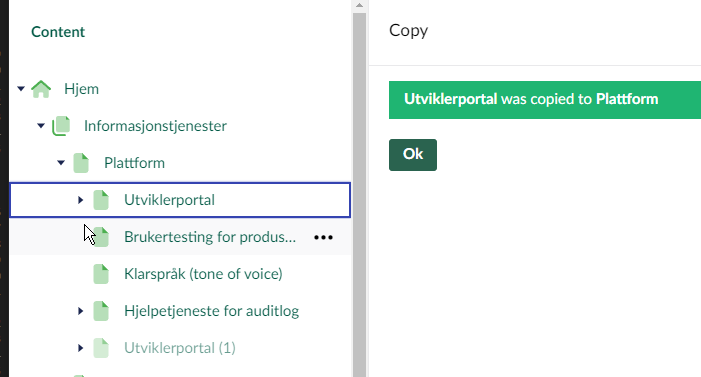 Content
Hjem
Informasjonstjenester
Plattform
Utviklerportal
Brukertesting for produs...
Klarspråk (tone of voice)
Hjelpetjeneste for auditlog
Utviklerportal (1)
Copy
Utviklerportal was copied to Plattform
Ok